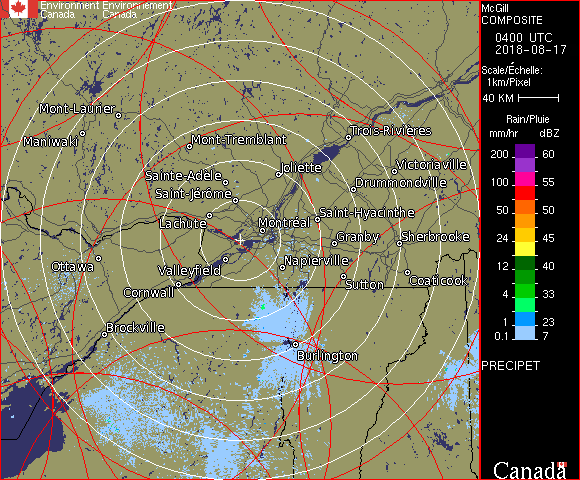 Environment Environnement
Canada Canada
McGill
COMPOSITE
0400 UTC
2018-08-17
Scale/Échelle:
1km/Pixel
40 KM
Rain/Pluie
mm/hr dBZ
200 60
150 57
100 55
50 50
24 45
12 40
4 33
1 23
0.1 7
PRECIPET
Canada
Mont-Laurier
Maniwaki
Mont-Tremblant
Trois-Rivières
Sainte-Adèle
Joliette
Victoriaville
Saint-Jérôme
Drummondville
Lachute
Montréal
Saint-Hyacinthe
Granby
Sherbrooke
Ottawa
Valleyfield
Napierville
Cornwall
Sutton
Coaticook
Brockville
Burlington